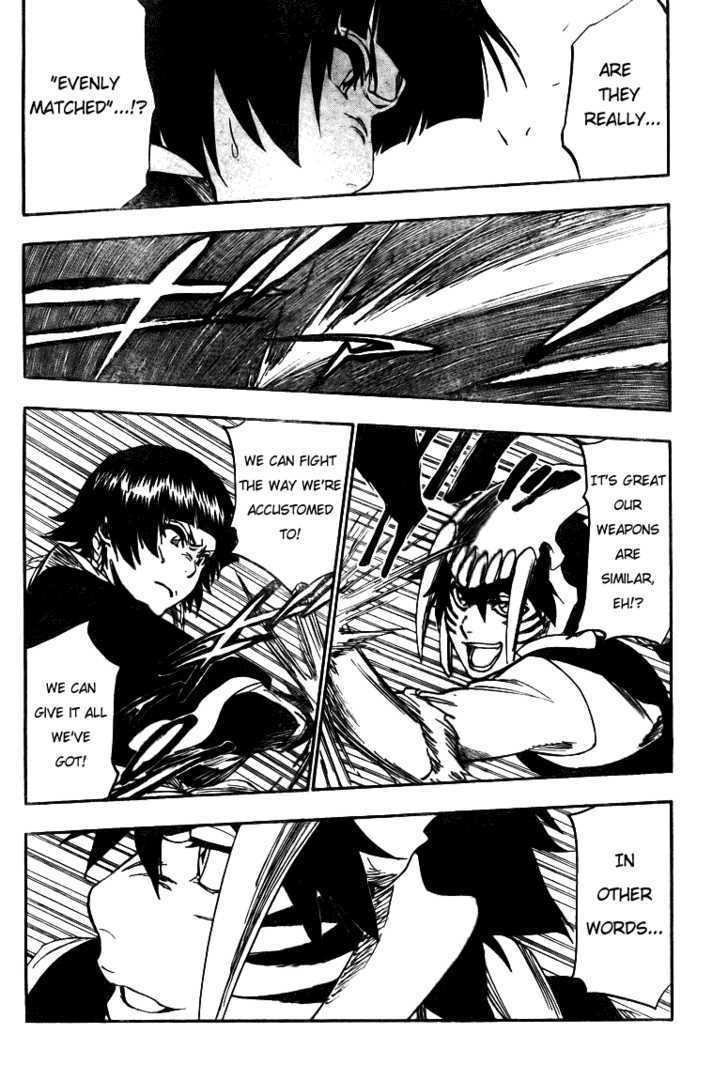 ARE
THEY
REALLY...
"EVENLY
MATCHED"...!?
IT'S GREAT
OUR
WEAPONS
ARE
SIMILAR,
EH!?
WE CAN FIGHT
THE WAY WE'RE
ACCUSTOMED
TO!
WE CAN
GIVE IT ALL
WE'VE
GOT!
IN
OTHER
WORDS...